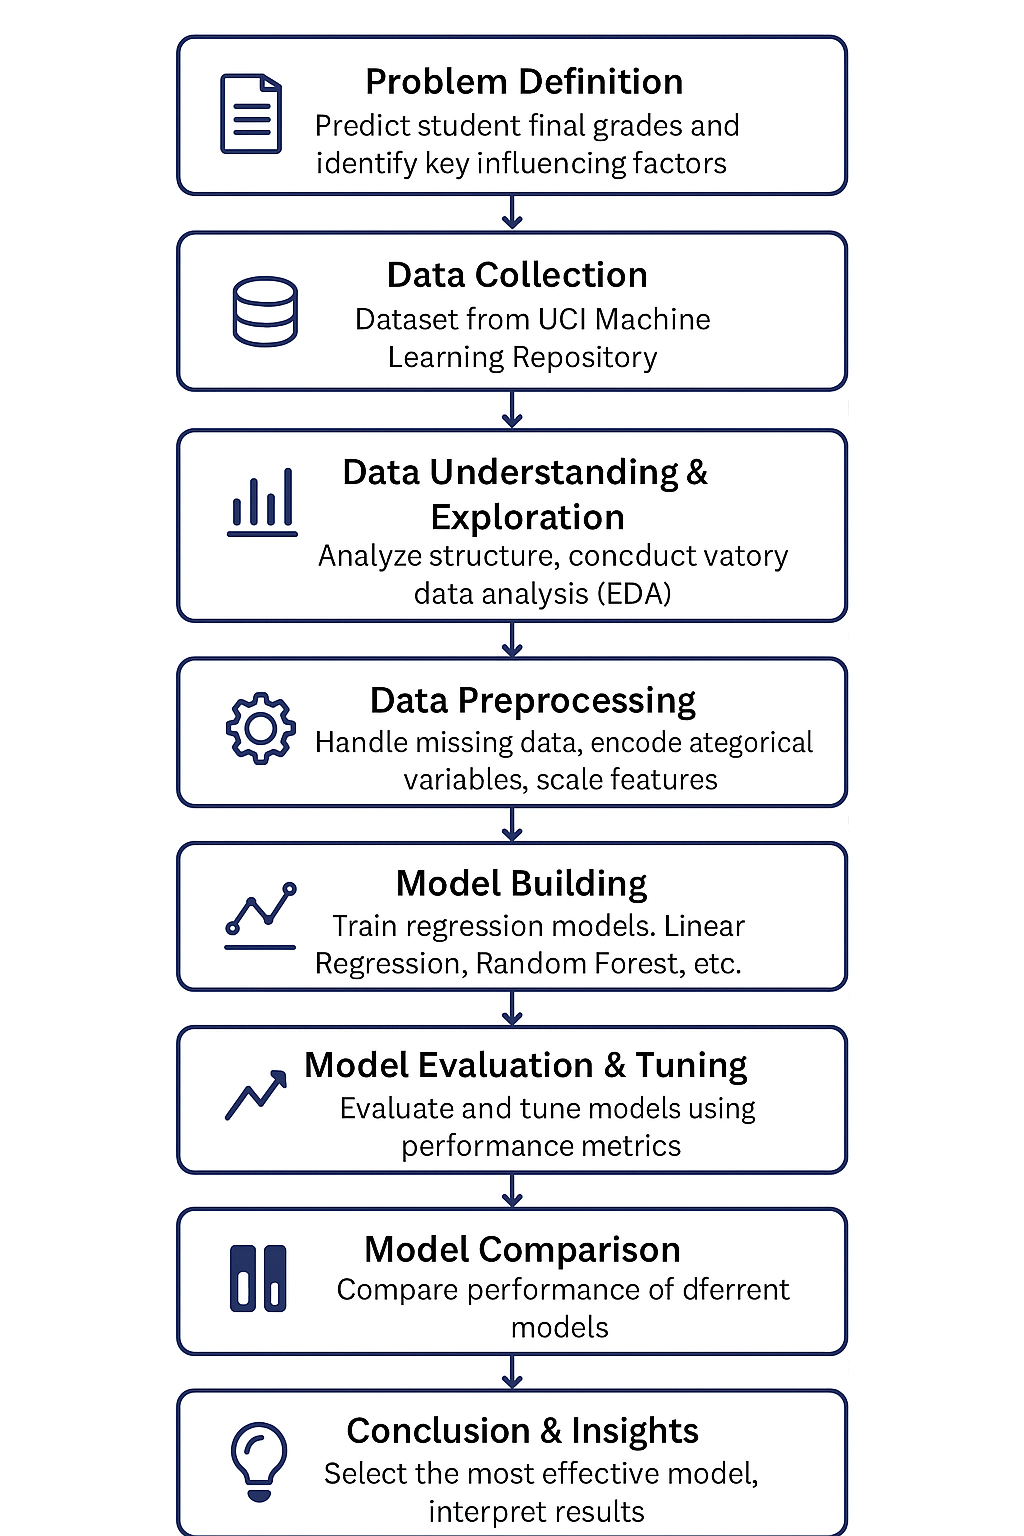 Problem Definition
Predict student final grades and
identify key influencing factors
Data Collection
Dataset from UCI Machine
Learning Repository
Data Understanding &
Exploration
Analyze structure, concduct vatory
data analysis (EDA)
Data Preprocessing
Handle missing data, encode ategorical
variables, scale features
Model Building
Train regression models. Linear
Regression, Random Forest, etc.
Model Evaluation & Tuning
Evaluate and tune models using
performance metrics
Model Comparison
Compare performance of dferrent
models
Conclusion & Insights
Select the most effective model,
interpret results